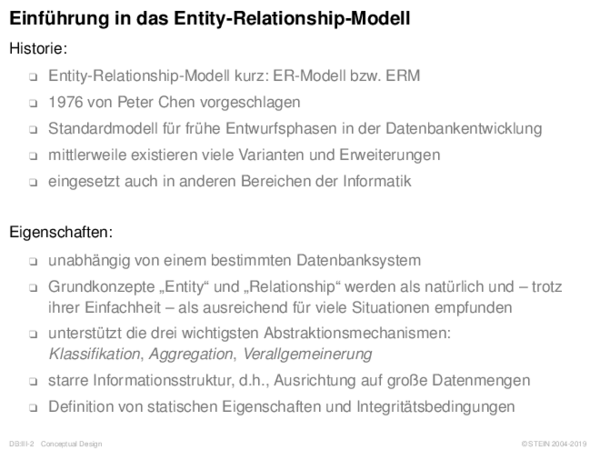 Einführung in das Entity-Relationship-Modell
Historie:
❑ Entity-Relationship-Modell kurz: ER-Modell bzw. ERM
❑ 1976 von Peter Chen vorgeschlagen
❑ Standardmodell für frühe Entwurfsphasen in der Datenbankentwicklung
❑ mittlerweile existieren viele Varianten und Erweiterungen
❑ eingesetzt auch in anderen Bereichen der Informatik
Eigenschaften:
❑ unabhängig von einem bestimmten Datenbanksystem
❑ Grundkonzepte „Entity“ und „Relationship“ werden als natürlich und – trotz
ihrer Einfachheit – als ausreichend für viele Situationen empfunden
❑ unterstützt die drei wichtigsten Abstraktionsmechanismen:
Klassifikation, Aggregation, Verallgemeinerung
❑ starre Informationsstruktur, d.h., Ausrichtung auf große Datenmengen
❑ Definition von statischen Eigenschaften und Integritätsbedingungen
DB:III-2 Conceptual Design © STEIN 2004-2019